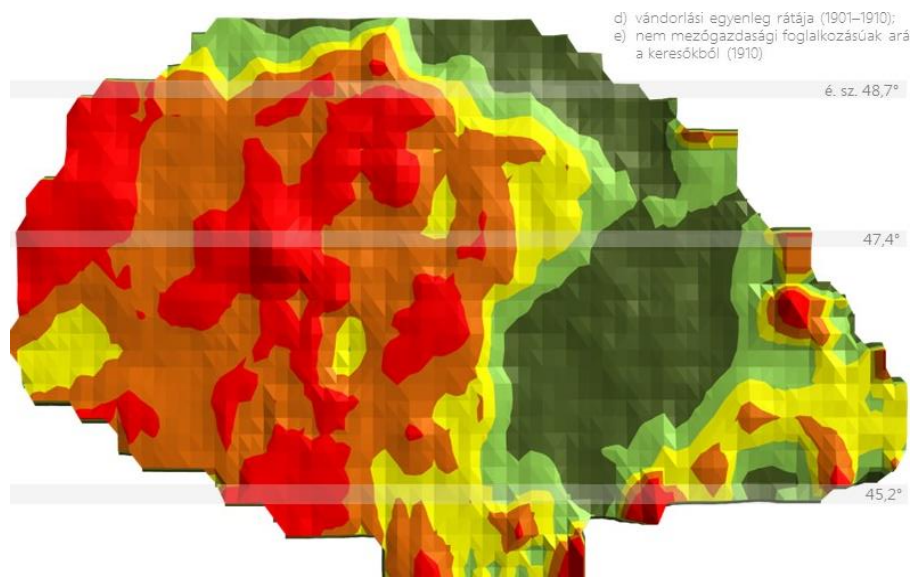 d) vándorlási egyenleg rátája (1901–1910);
e) nem mezőgazdasági foglalkozásúak ará
a keresőkből (1910)
é. sz. 48,7°
47,4°
45,2°